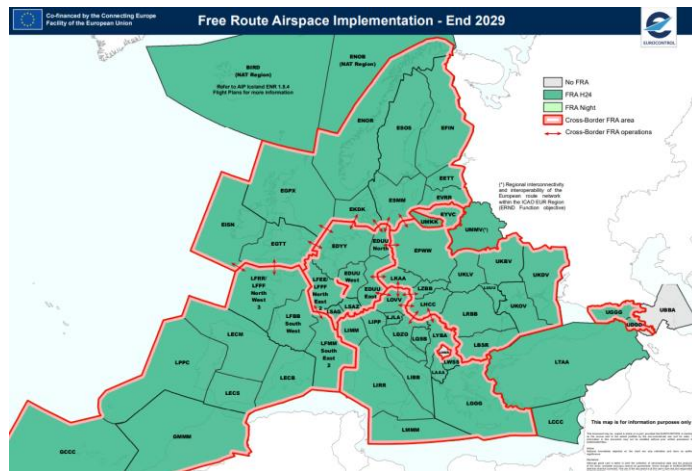 Co-financed by the Connecting Europe
Facility of the European Union
Free Route Airspace Implementation - End 2029
EUROCONTROL
BIRD
(NAT Region)
ENOB
(NAT Region)
Refer to AIP Iceland ENR 1.8.4
Flight Plans for more information
No FRA
FRA H24
FRA Night
Cross-Border FRA area
Cross-Border FRA operations
(*) Regional interconnectivity
and interoperability of the
European route network
within the ICAO EUR Region
(ERND Function objective)
ENOR
ESOS
EFIN
EETT
EVRR
EYVC
UMKK
UMMV(*)
EGPX
EKDK
ESMM
EISN
EGTT
EDYY
EDUU
North
EPWW
UKBV
UKLV
UKDV
EDUU
West
EDUU
East
LKAA
LZBB
LOVV
LHCC
UKOV
LRBB
LFRR/
LFFF
North
West
LFEE/
LFFF
North
East
LSAG
LSAZ
LFBB
South
West
LFMM
South
East
2
LIMM
LIPP
LJLA
LDZO
LQSB
LYBA
LWSS
LAAA
LBSR
LIRR
LIBB
LGGG
LMMM
LPPC
LECM
LECS
LECB
GCCC
GMMM
LTAA
LCCC
UGGG
UDDD
UBBA
This map is for information purposes only